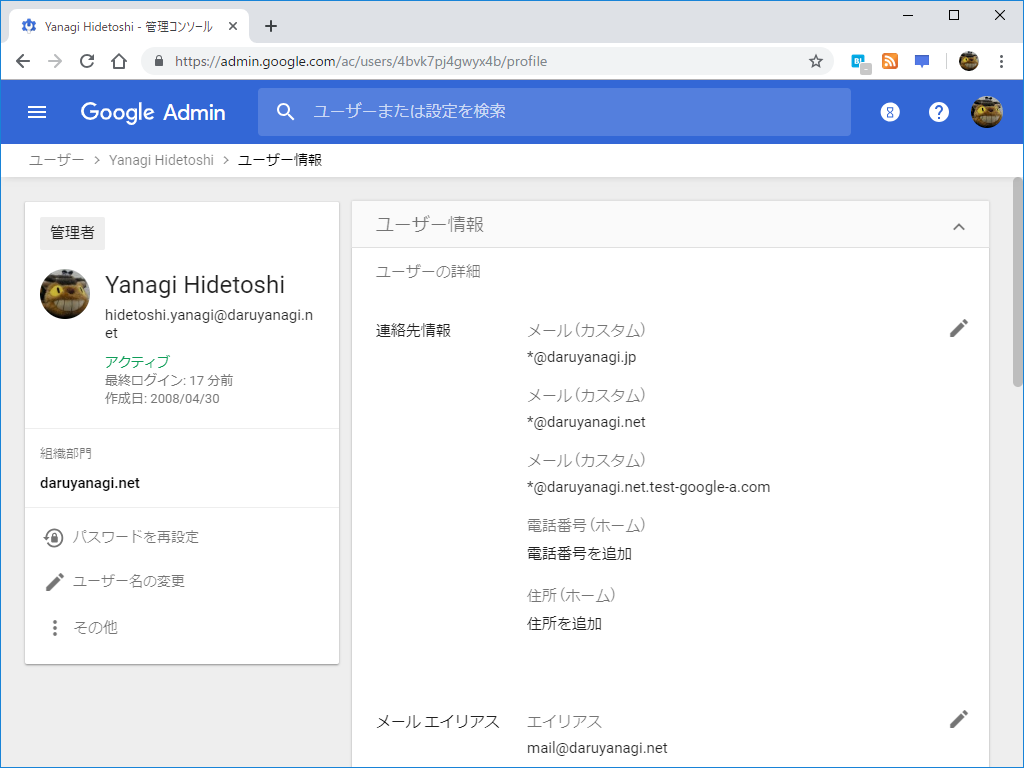 Yanagi Hidetoshi - 管理コンソール
https://admin.google.com/ac/users/4bvk7pj4gwyx4b/profile
Google Admin
ユーザーまたは設定を検索
ユーザー > Yanagi Hidetoshi > ユーザー情報
管理者
Yanagi Hidetoshi
hidetoshi.yanagi@daruyanagi.n
et
アクティブ
最終ログイン: 17 分前
作成日: 2008/04/30
組織部門
daruyanagi.net
パスワードを再設定
ユーザー名の変更
その他
ユーザー情報
ユーザーの詳細
連絡先情報
メール（カスタム）
*@daruyanagi.jp
メール（カスタム）
*@daruyanagi.net
メール（カスタム）
*@daruyanagi.net.test-google-a.com
電話番号（ホーム）
電話番号を追加
住所（ホーム）
住所を追加
メール エイリアス
エイリアス
mail@daruyanagi.net